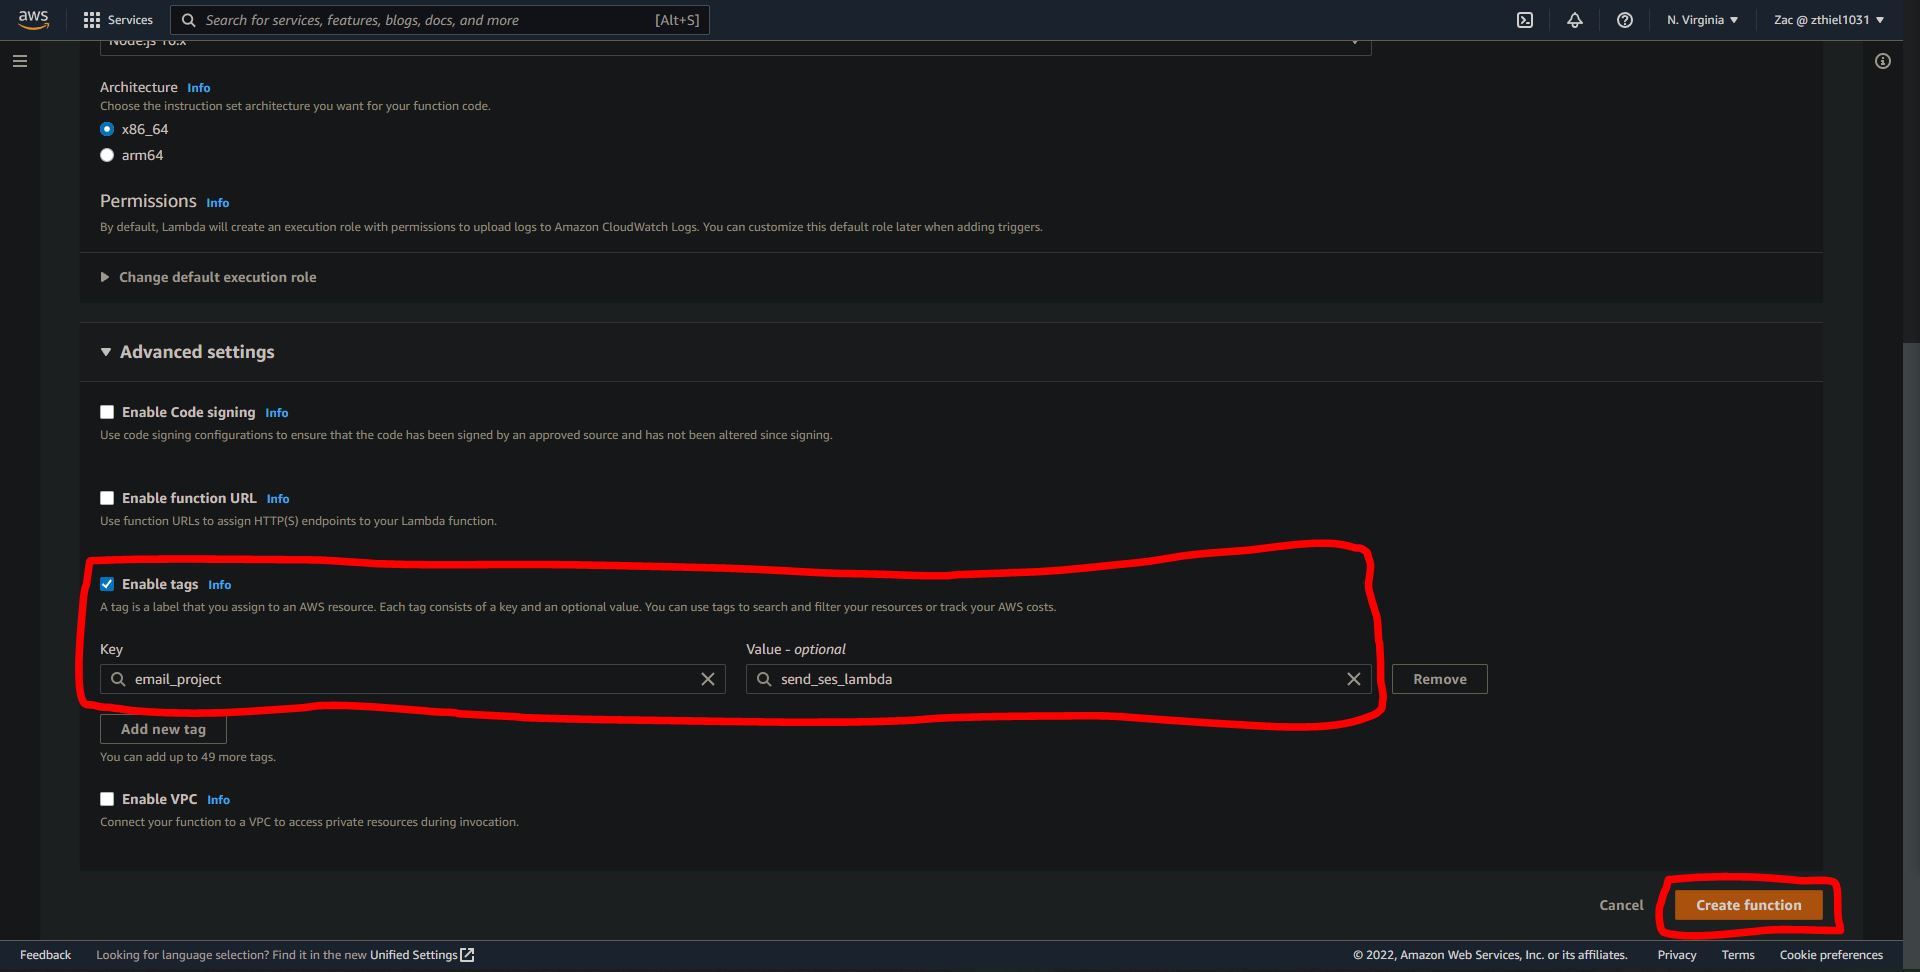 aws Services Search for services, features, blogs, docs, and more [Alt+S] N. Virginia Zac @ zthiel1031
Node.js 16.x
Architecture Info
Choose the instruction set architecture you want for your function code.
x86_64
arm64
Permissions Info
By default, Lambda will create an execution role with permissions to upload logs to Amazon CloudWatch Logs. You can customize this default role later when adding triggers.
Change default execution role
Advanced settings
Enable Code signing Info
Use code signing configurations to ensure that the code has been signed by an approved source and has not been altered since signing.
Enable function URL Info
Use function URLs to assign HTTP(S) endpoints to your Lambda function.
Enable tags Info
A tag is a label that you assign to an AWS resource. Each tag consists of a key and an optional value. You can use tags to search and filter your resources or track your AWS costs.
Key Value - optional
email_project send_ses_lambda Remove
Add new tag
You can add up to 49 more tags.
Enable VPC Info
Connect your function to a VPC to access private resources during invocation.
Cancel Create function
Feedback Looking for language selection? Find it in the new Unified Settings © 2022, Amazon Web Services, Inc. or its affiliates. Privacy Terms Cookie preferences